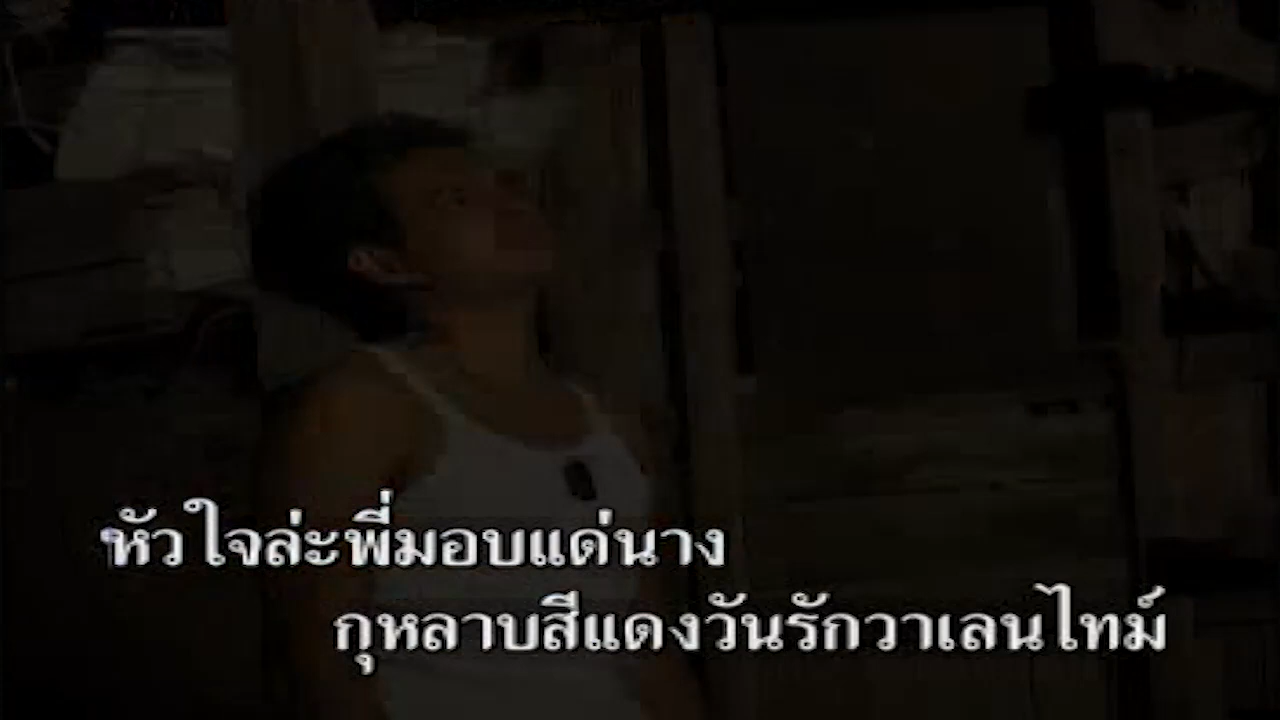 หัวใจล่ะพี่มอบแด่นาง
กุหลาบสีแดงวันรักวาเลนไทม์